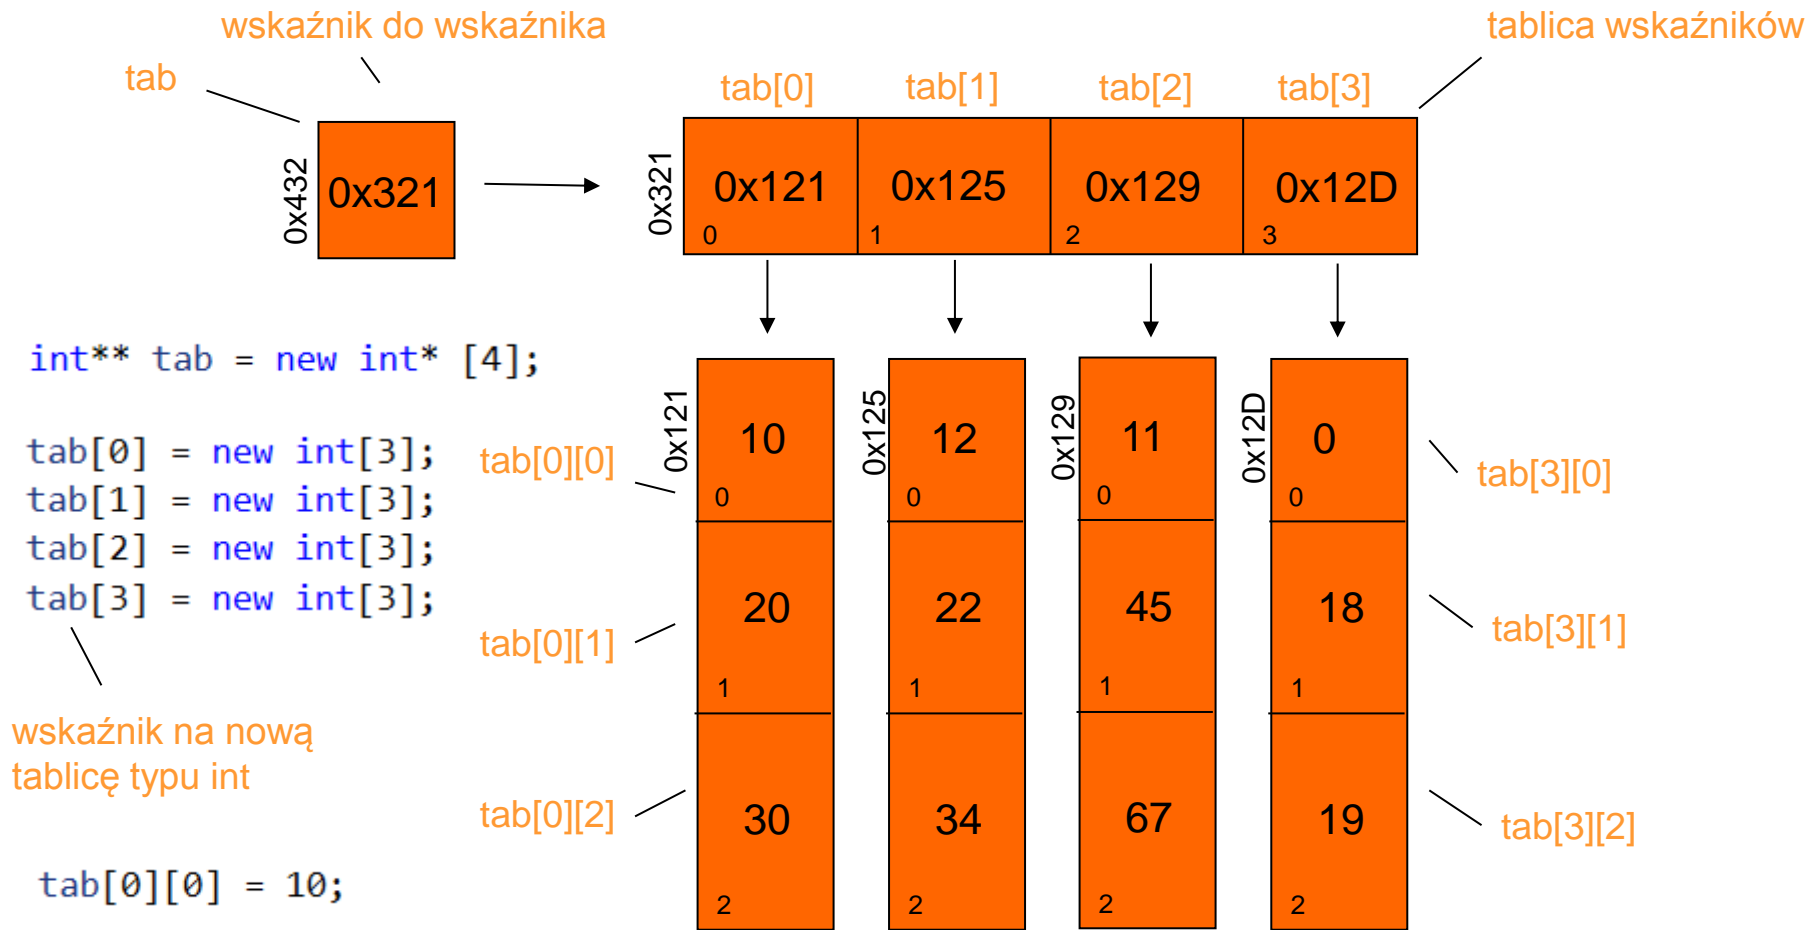 wskaźnik do wskaźnika
tablica wskaźników
tab
tab[0] tab[1] tab[2] tab[3]
0x432
0x321
0x321
0x121 0x125 0x129 0x12D
0 1 2 3
int** tab = new int* [4];
tab[0] = new int[3];
tab[1] = new int[3];
tab[2] = new int[3];
tab[3] = new int[3];
wskaźnik na nową
tablicę typu int
tab[0][0] = 10;
0x121 0x125 0x129 0x12D
tab[0][0] 10 12 11 0 tab[3][0]
0 0 0 0
tab[0][1] 20 22 45 18 tab[3][1]
1 1 1 1
tab[0][2] 30 34 67 19 tab[3][2]
2 2 2 2